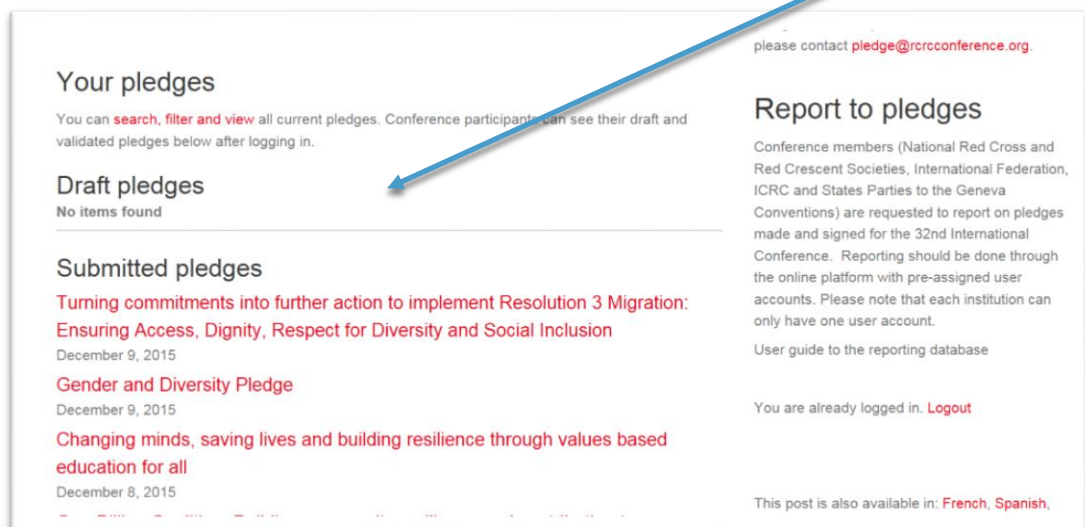 Your pledges
You can search, filter and view all current pledges. Conference participants can see their draft and
validated pledges below after logging in.
Draft pledges
No items found
Submitted pledges
Turning commitments into further action to implement Resolution 3 Migration:
Ensuring Access, Dignity, Respect for Diversity and Social Inclusion
December 9, 2015
Gender and Diversity Pledge
December 9, 2015
Changing minds, saving lives and building resilience through values based
education for all
December 8, 2015
please contact pledge@rcrcconference.org.
Report to pledges
Conference members (National Red Cross and
Red Crescent Societies, International Federation,
ICRC and States Parties to the Geneva
Conventions) are requested to report on pledges
made and signed for the 32nd International
Conference. Reporting should be done through
the online platform with pre-assigned user
accounts. Please note that each institution can
only have one user account.
User guide to the reporting database
You are already logged in. Logout
This post is also available in: French, Spanish,